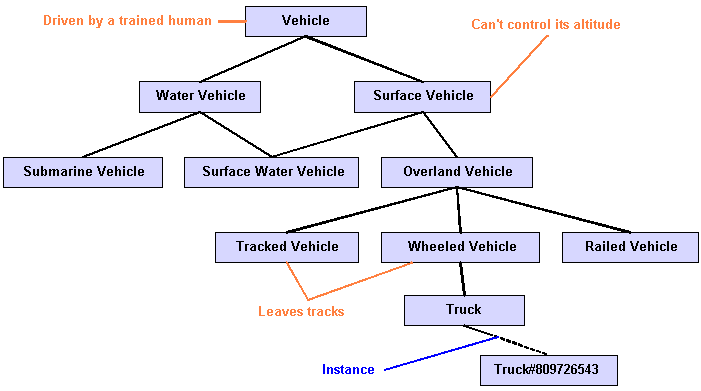 Driven by a trained human
Vehicle
Can't control its altitude
Water Vehicle
Surface Vehicle
Submarine Vehicle
Surface Water Vehicle
Overland Vehicle
Tracked Vehicle
Wheeled Vehicle
Railed Vehicle
Leaves tracks
Truck
Instance
Truck#809726543